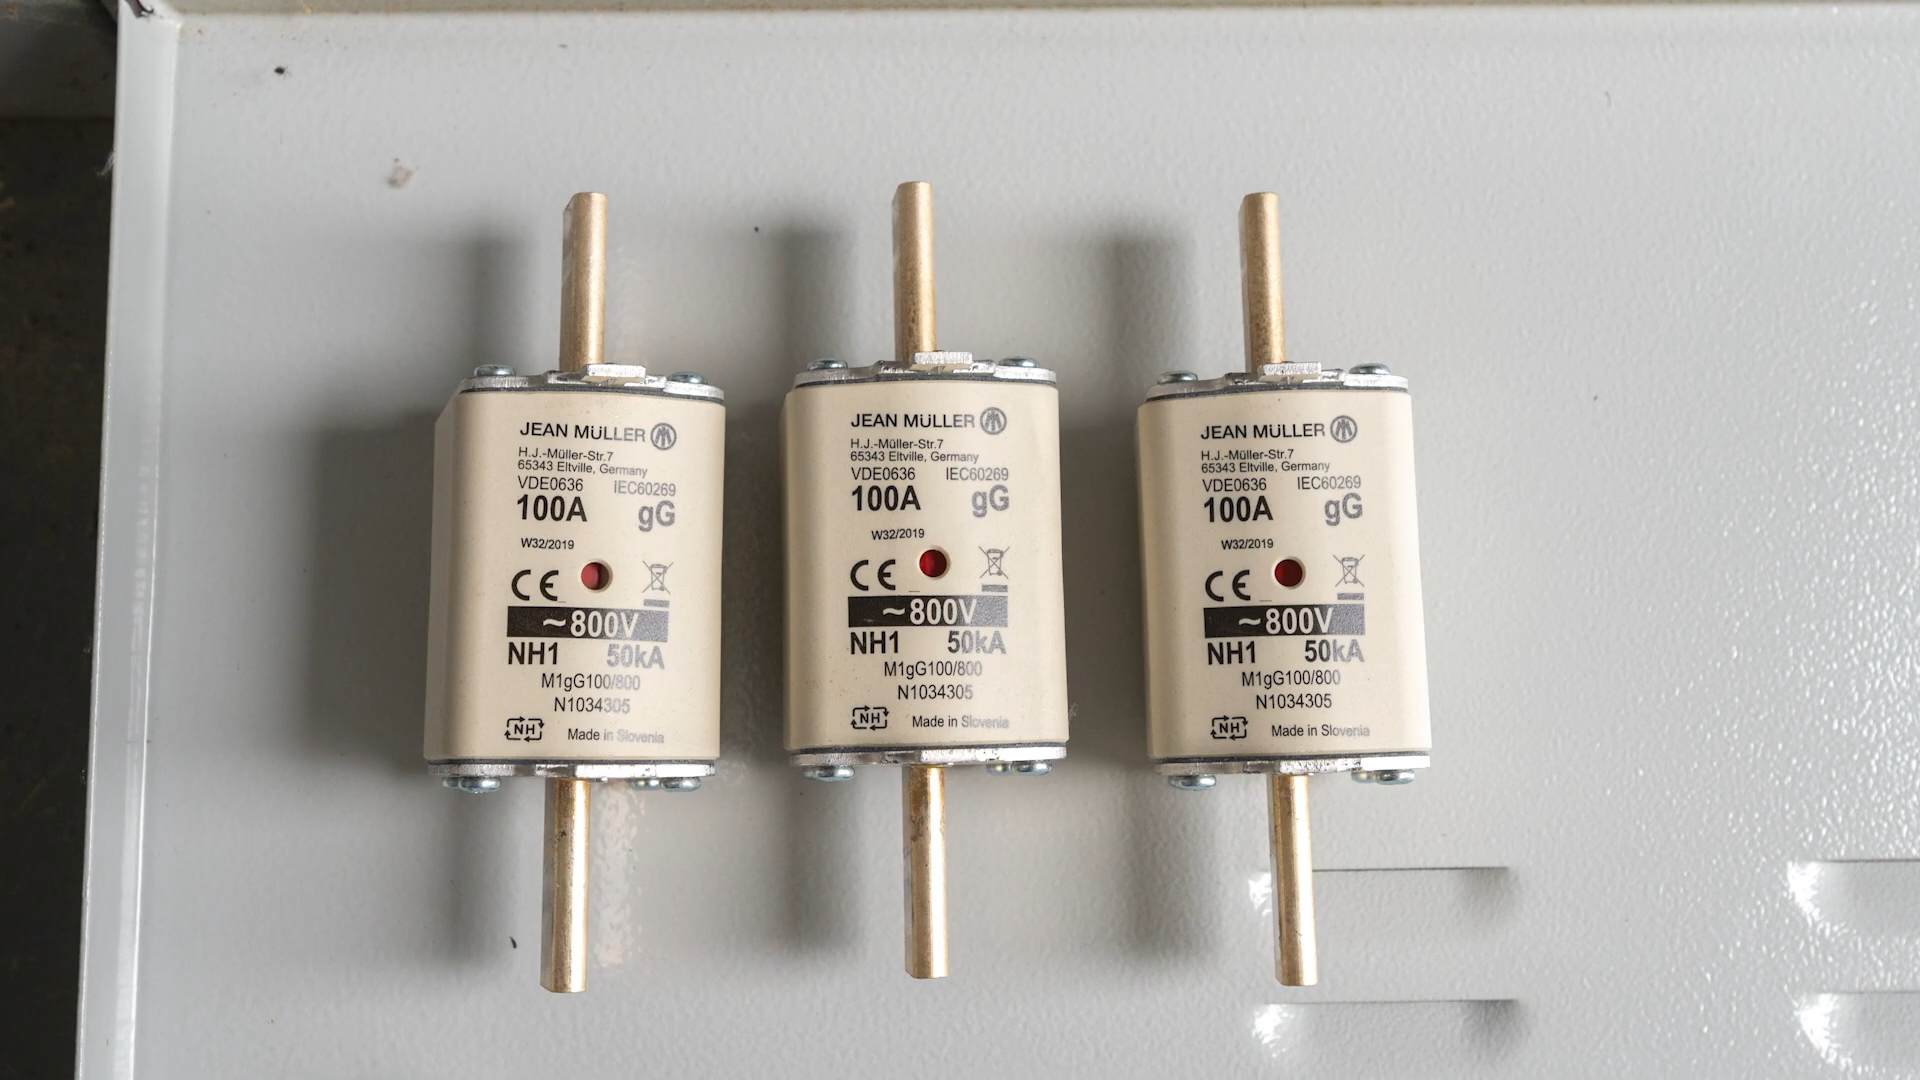 JEAN MÜLLER
H.J.-Müller-Str.7
65343 Eltville, Germany
VDE0636 IEC60269
100A gG
W32/2019
CE
~800V
NH1 50kA
M1gG100/800
N1034305
NH Made in Slovenia
JEAN MÜLLER
H.J.-Müller-Str.7
65343 Eltville, Germany
VDE0636 IEC60269
100A gG
W32/2019
CE
~800V
NH1 50kA
M1gG100/800
N1034305
NH Made in Slovenia
JEAN MÜLLER
H.J.-Müller-Str.7
65343 Eltville, Germany
VDE0636 IEC60269
100A gG
W32/2019
CE
~800V
NH1 50kA
M1gG100/800
N1034305
NH Made in Slovenia